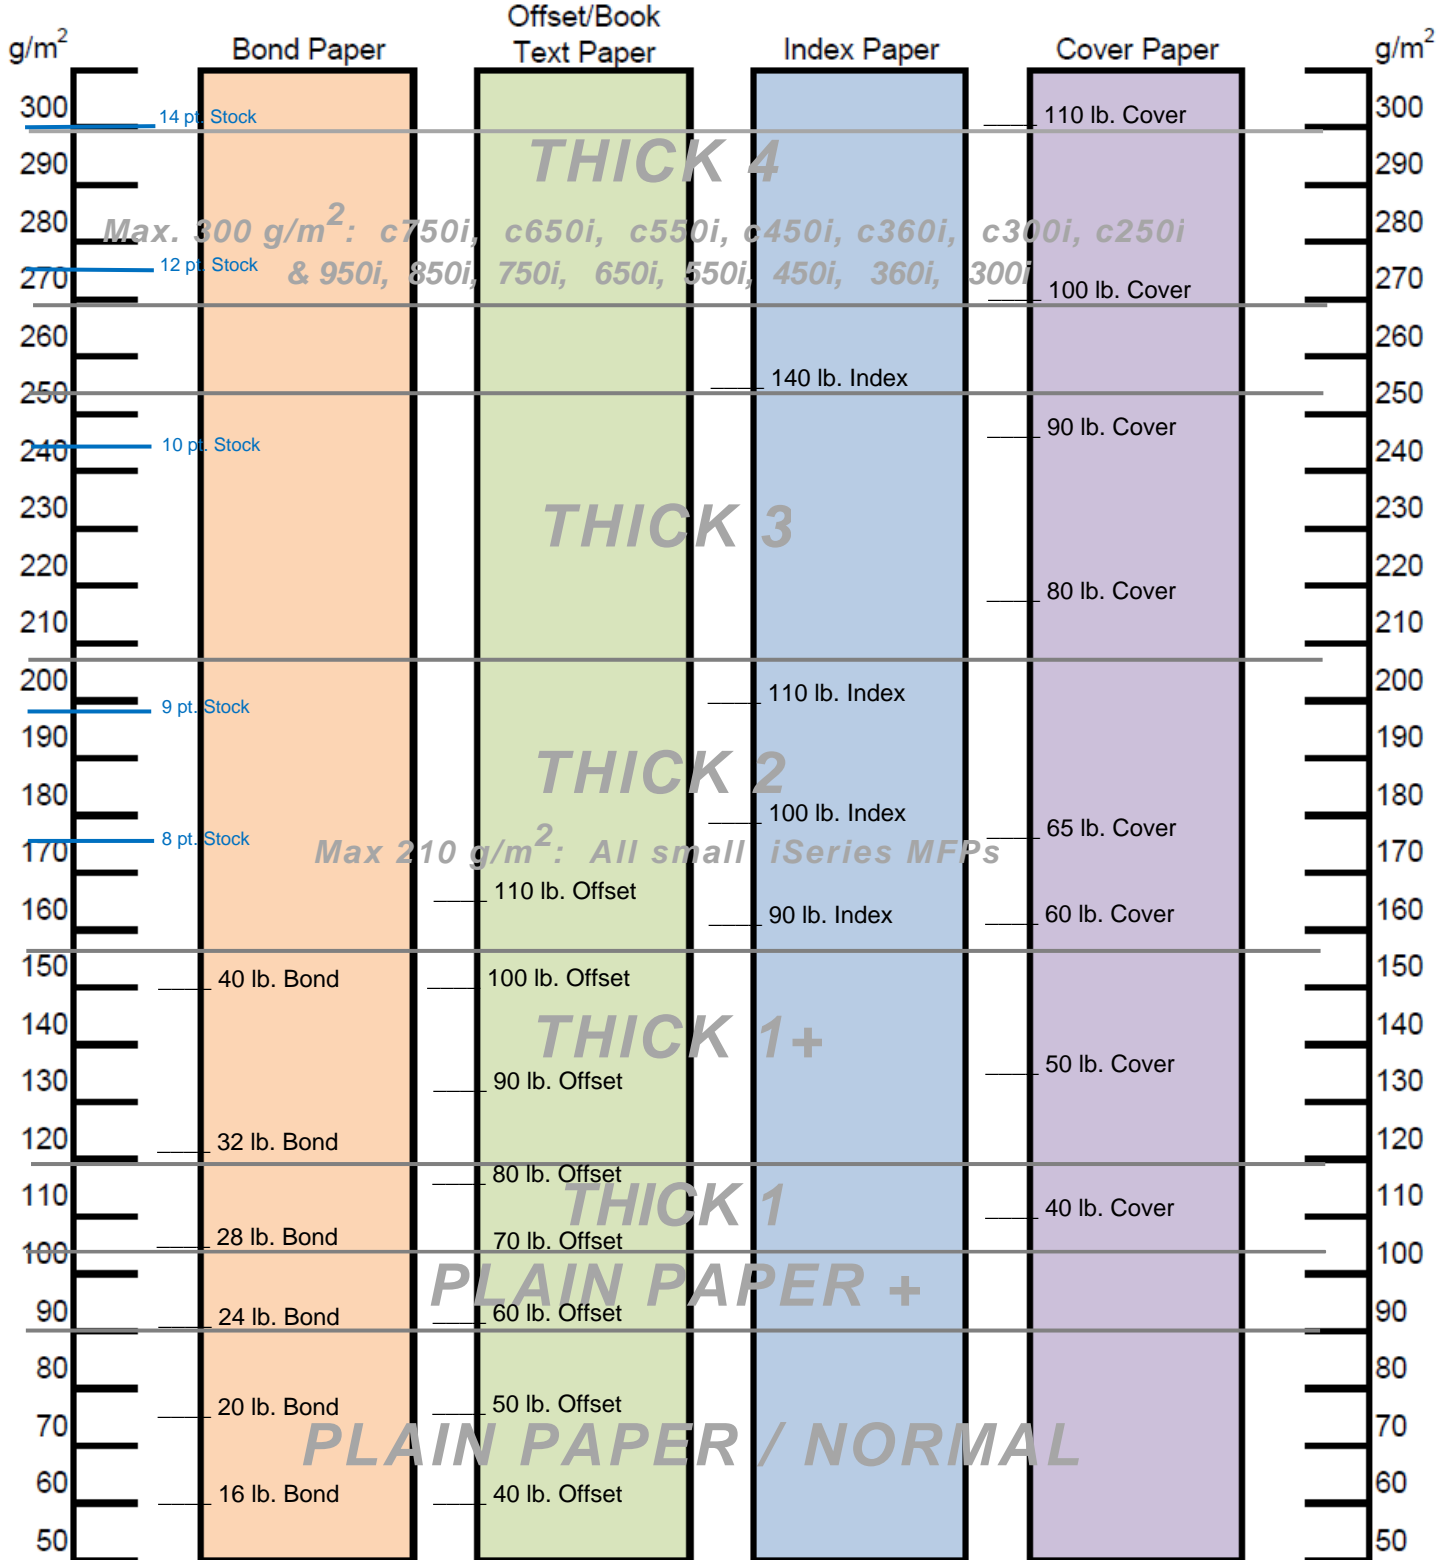 Offset/Book
g/m2 Bond Paper Text Paper Index Paper Cover Paper g/m2
300 14 pt. Stock 110 lb. Cover 300
THICK 4
290 290
280 280
Max. 300 g/m2: c750i, c650i, c550i, c450i, c360i, c300i, c250i
270 12 pt. Stock & 950i, 850i, 750i, 650i, 550i, 450i, 360i, 300i 270
100 lb. Cover
260 260
140 lb. Index
250 250
90 lb. Cover
240 10 pt. Stock 240
230 230
THICK 3
220 220
80 lb. Cover
210 210
200 110 lb. Index 200
9 pt. Stock
190 190
THICK 2
180 180
100 lb. Index
8 pt. Stock 65 lb. Cover
170 Max 210 g/m2: All small iSeries MFPs 170
110 lb. Offset
160 90 lb. Index 60 lb. Cover 160
150 150
40 lb. Bond 100 lb. Offset
140 140
THICK 1+
50 lb. Cover
130 90 lb. Offset 130
120 32 lb. Bond 120
80 lb. Offset
110 110
THICK 1 40 lb. Cover
28 lb. Bond 70 lb. Offset
100 100
PLAIN PAPER +
90 24 lb. Bond 60 lb. Offset 90
80 80
20 lb. Bond 50 lb. Offset
70 70
PLAIN PAPER / NORMAL
60 60
16 lb. Bond 40 lb. Offset
50 50